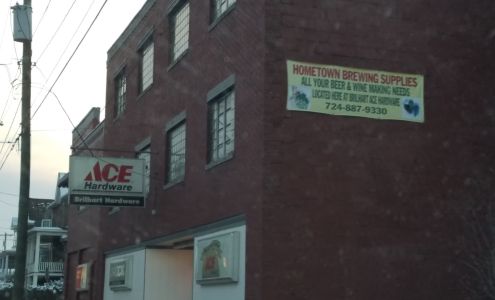 HOMETOWN BREWING SUPPLIES
ALL YOUR BEER & WINE MAKING NEEDS
LOCATED HERE AT BRILHART ACE HARDWARE
724-887-9330
ACE
Hardware
Brilhart Hardware